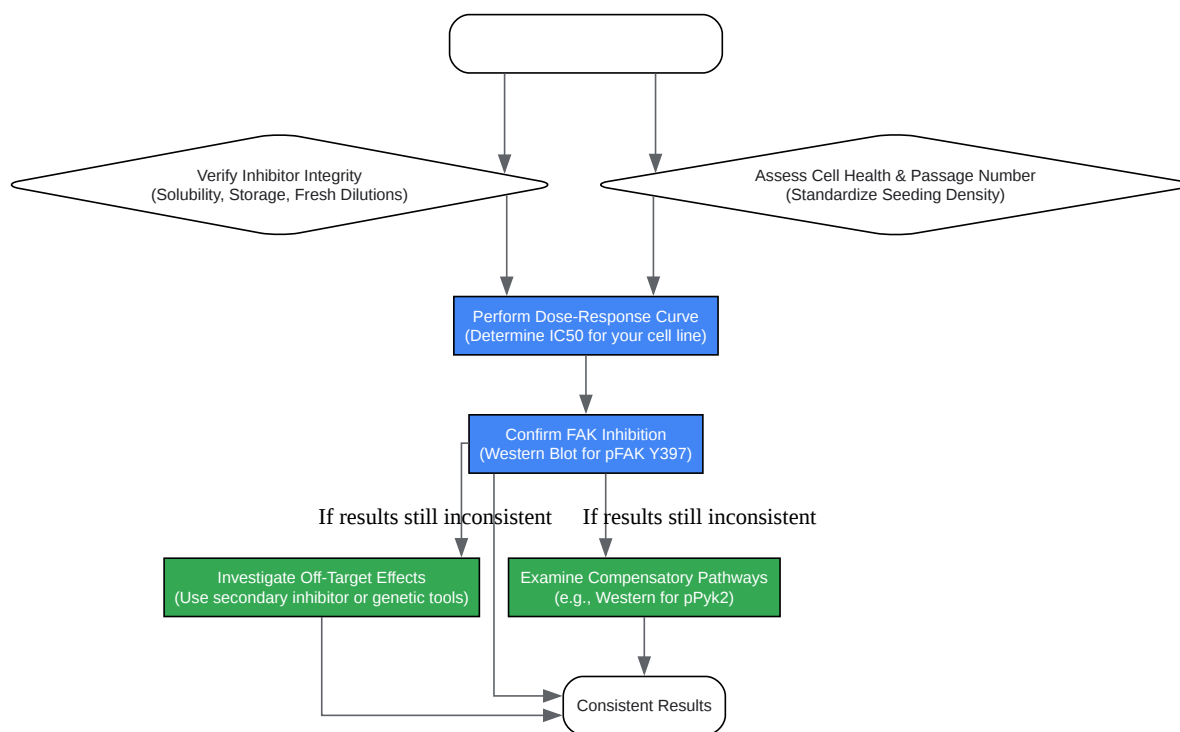 Verify Inhibitor Integrity
(Solubility, Storage, Fresh Dilutions)
Assess Cell Health & Passage Number
(Standardize Seeding Density)
Perform Dose-Response Curve
(Determine IC50 for your cell line)
Confirm FAK Inhibition
(Western Blot for pFAK Y397)
If results still inconsistent
If results still inconsistent
Investigate Off-Target Effects
(Use secondary inhibitor or genetic tools)
Examine Compensatory Pathways
(e.g., Western for pPyk2)
Consistent Results